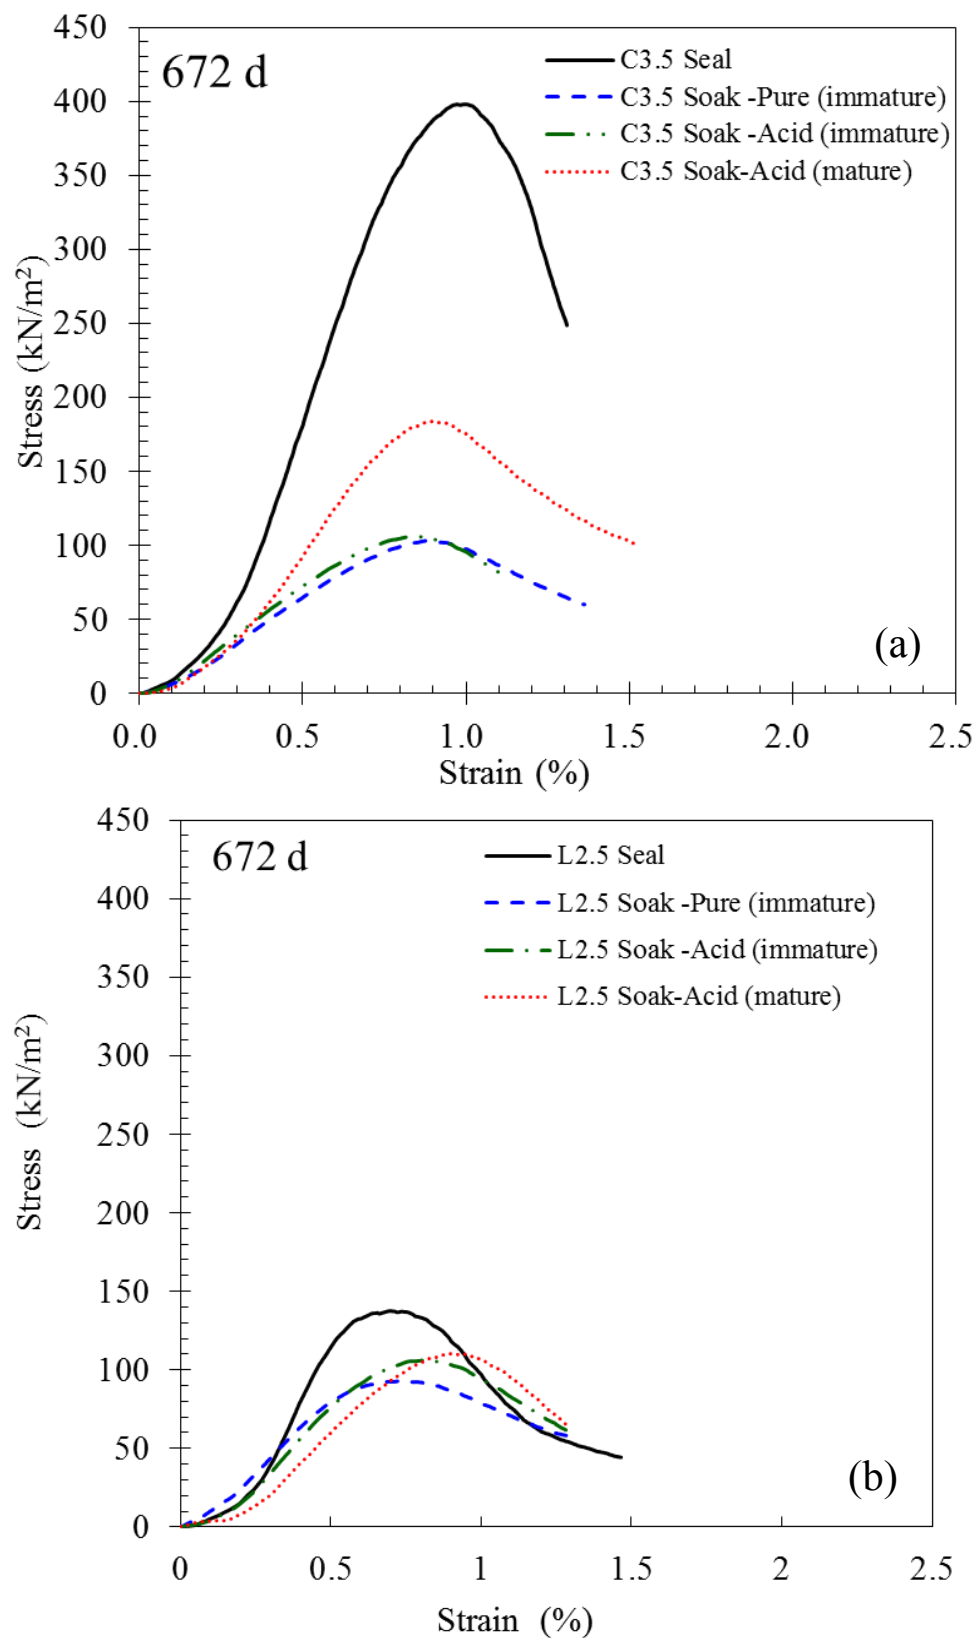 672 d
C3.5 Seal
C3.5 Soak -Pure (immature)
C3.5 Soak -Acid (immature)
C3.5 Soak-Acid (mature)
450
400
350
300
250
200
150
100
50
0
Stress (kN/m²)
(a)
0.0 0.5 1.0 1.5 2.0 2.5
Strain (%)
672 d
L2.5 Seal
L2.5 Soak -Pure (immature)
L2.5 Soak -Acid (immature)
L2.5 Soak-Acid (mature)
450
400
350
300
250
200
150
100
50
0
Stress (kN/m²)
(b)
0 0.5 1 1.5 2 2.5
Strain (%)